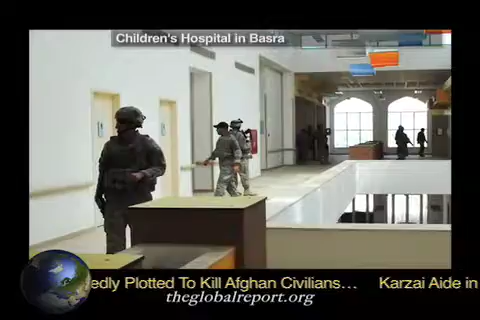 Children's Hospital in Basra
edly Plotted To Kill Afghan Civilians... Karzai Aide in
theglobalreport.org